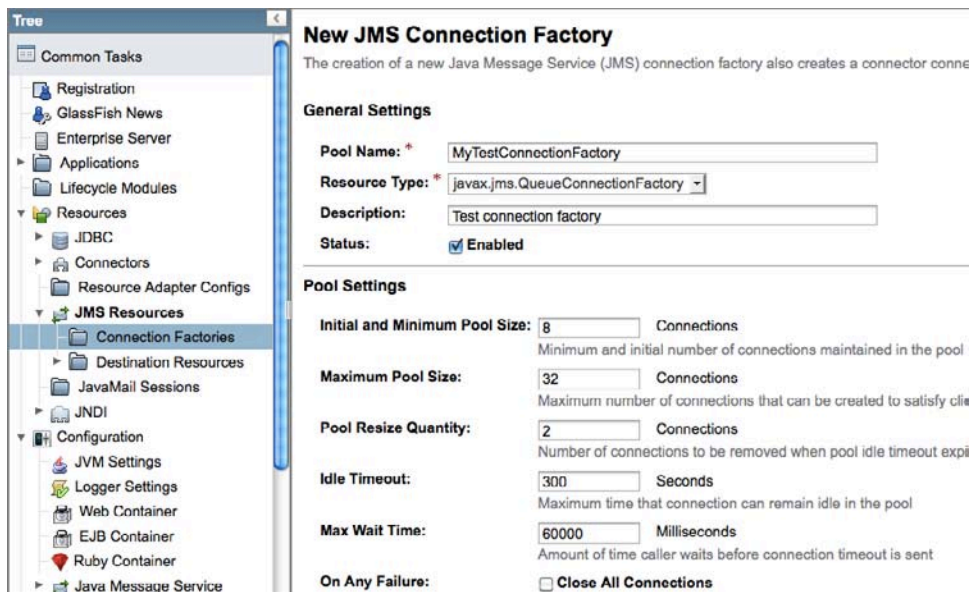 Tree
Common Tasks
Registration
GlassFish News
Enterprise Server
Applications
Lifecycle Modules
Resources
JDBC
Connectors
Resource Adapter Configs
JMS Resources
Connection Factories
Destination Resources
JavaMail Sessions
JNDI
Configuration
JVM Settings
Logger Settings
Web Container
EJB Container
Ruby Container
Java Message Service
New JMS Connection Factory
The creation of a new Java Message Service (JMS) connection factory also creates a connector conne
General Settings
Pool Name: * MyTestConnectionFactory
Resource Type: * javax.jms.QueueConnectionFactory
Description: Test connection factory
Status: Enabled
Pool Settings
Initial and Minimum Pool Size: 8 Connections
Minimum and initial number of connections maintained in the pool
Maximum Pool Size: 32 Connections
Maximum number of connections that can be created to satisfy clie
Pool Resize Quantity: 2 Connections
Number of connections to be removed when pool idle timeout expi
Idle Timeout: 300 Seconds
Maximum time that connection can remain idle in the pool
Max Wait Time: 60000 Milliseconds
Amount of time caller waits before connection timeout is sent
On Any Failure: Close All Connections